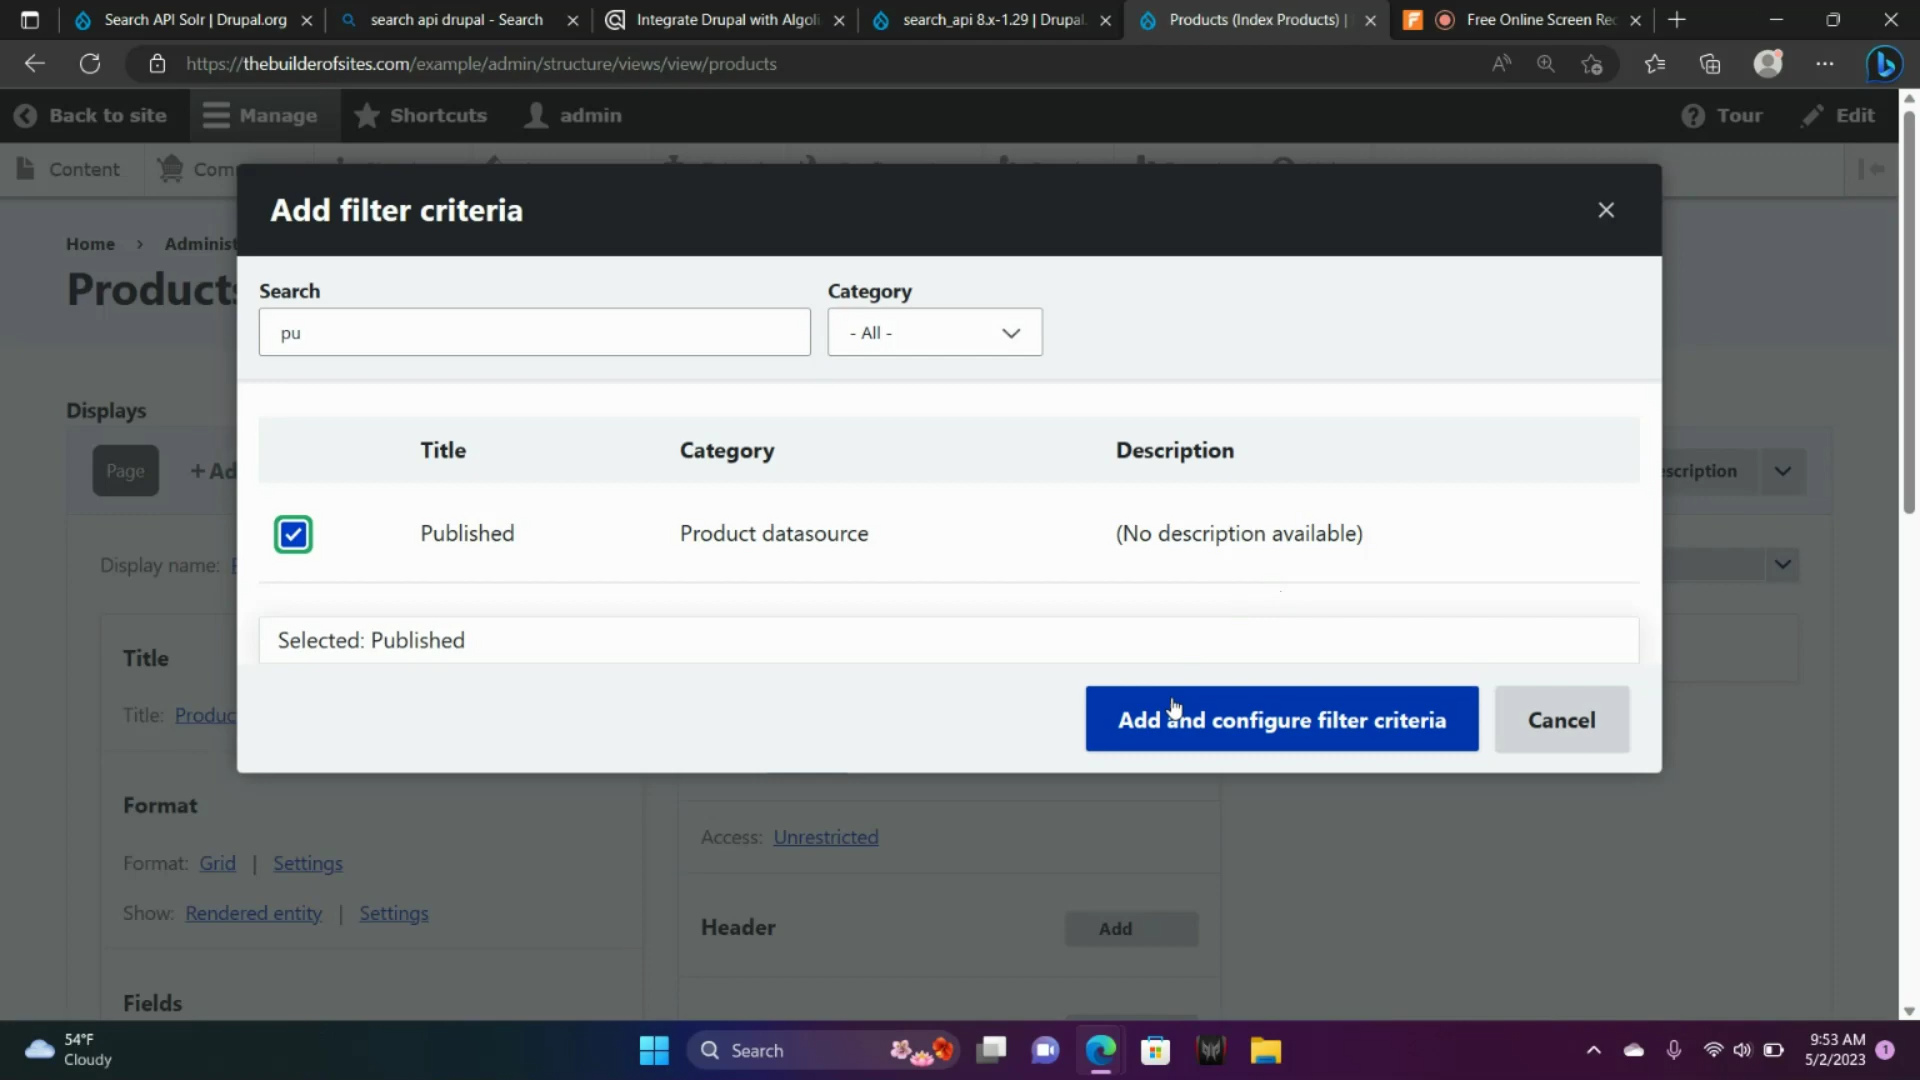 Search API Solr | Drupal.org
search api drupal - Search
Integrate Drupal with Algoli
search_api 8.x-1.29 | Drupal.
Products (Index Products) |
Free Online Screen Rec
https://thebuilderofsites.com/example/admin/structure/views/view/products
Back to site
Manage
Shortcuts
admin
Tour
Edit
Content
Com
Add filter criteria
Home
Administ
Products
Search
Category
pu
- All -
Displays
Title
Category
Description
Page
+ Ad
scription
Published
Product datasource
(No description available)
Display name:
Selected: Published
Title
Title: Produc
Add and configure filter criteria
Cancel
Format
Format: Grid | Settings
Access: Unrestricted
Show: Rendered entity | Settings
Header
Add
Fields
54°F
Cloudy
Search
9:53 AM
5/2/2023
1